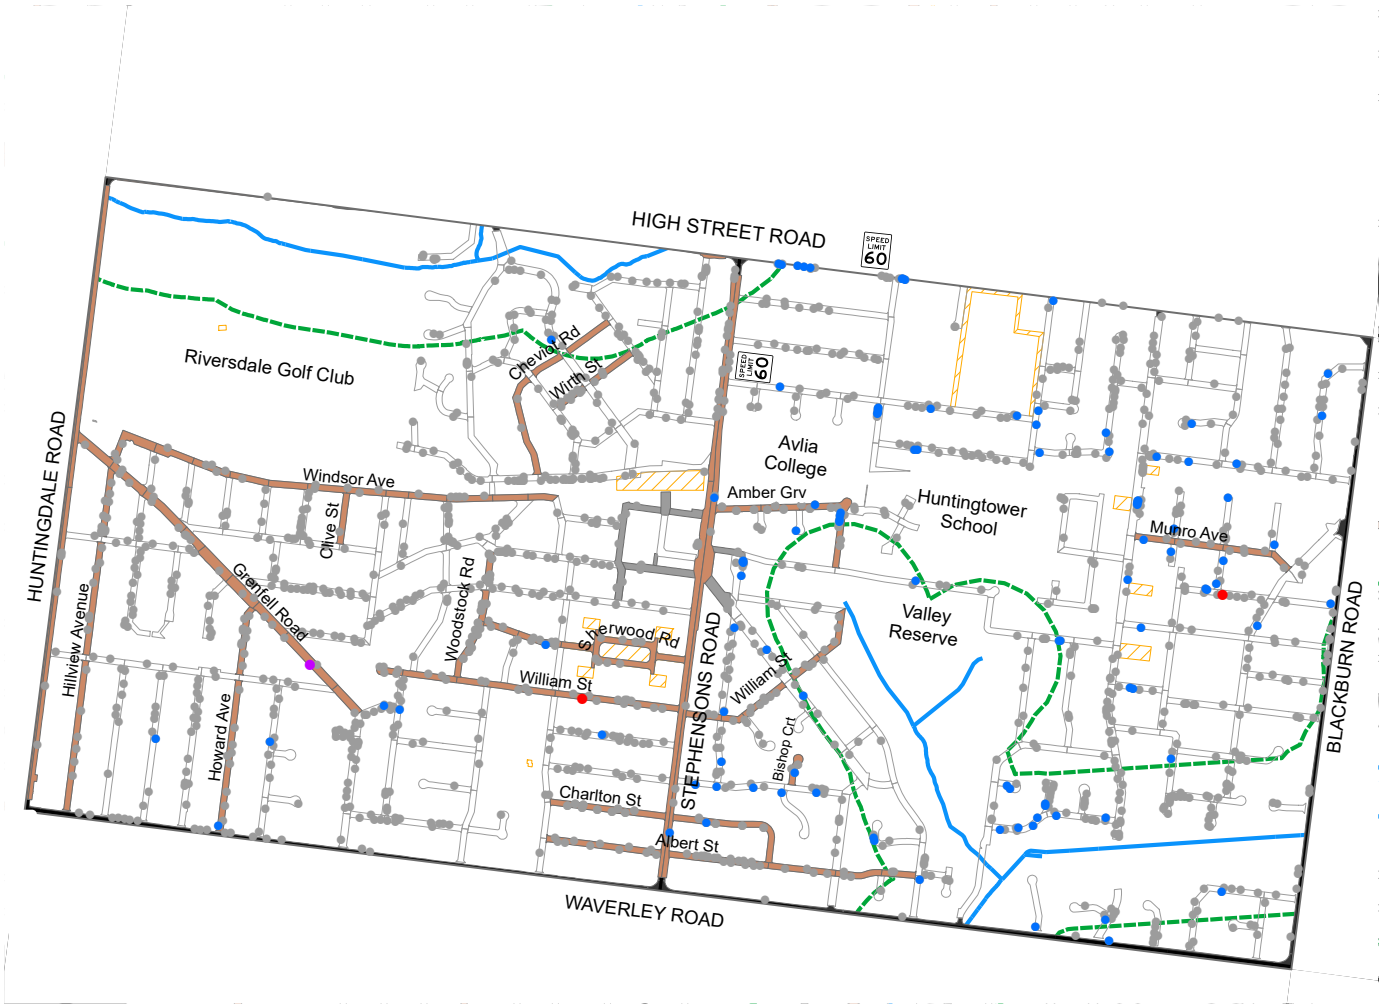 HIGH STREET ROAD
SPEED
LIMIT
60
Cheviot Rd
SPEED
LIMIT
60
Wirth St
Riversdale Golf Club
HUNTINGDALE ROAD
Avlia
College
Windsor Ave
Amber Grv
Huntingtower
School
Clive St
Munro Ave
Grenfell Road
Woodstock Rd
Hillview Avenue
Sherwood Rd
Valley
Reserve
BLACKBURN ROAD
STEPHENSONS ROAD
William St
William St
Howard Ave
Bishop Crt
Charlton St
Albert St
WAVERLEY ROAD